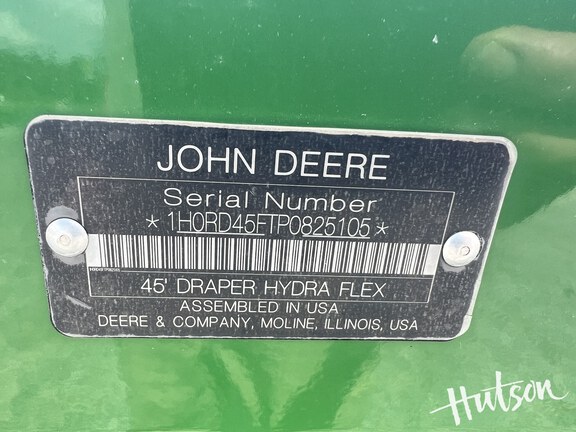 JOHN DEERE
Serial Number
*1H0RD45FTP0825105*
45' DRAPER HYDRA FLEX
ASSEMBLED IN USA
DEERE & COMPANY, MOLINE, ILLINOIS, USA
Hutson